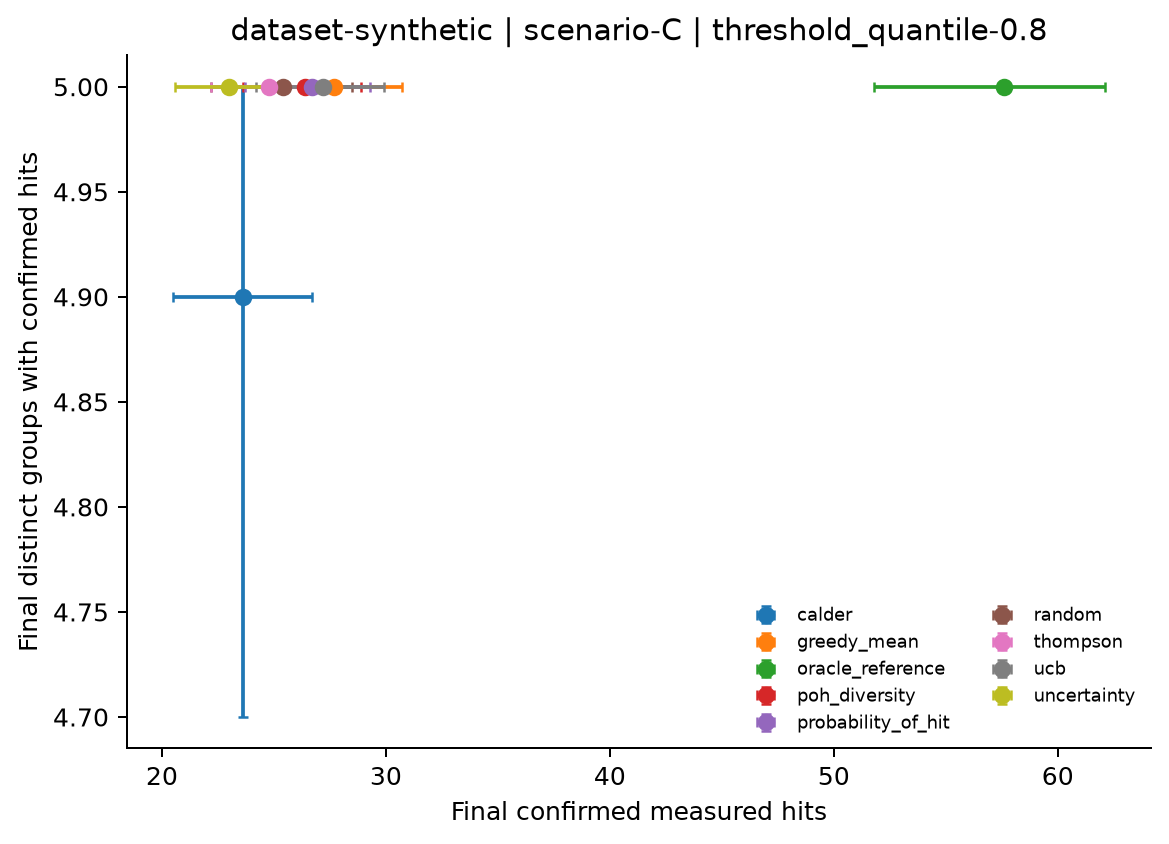 dataset-synthetic | scenario-C | threshold_quantile-0.8
Final distinct groups with confirmed hits
5.00
4.95
4.90
4.85
4.80
4.75
4.70
calder
greedy_mean
oracle_reference
poh_diversity
probability_of_hit
random
thompson
ucb
uncertainty
20
30
40
50
60
Final confirmed measured hits